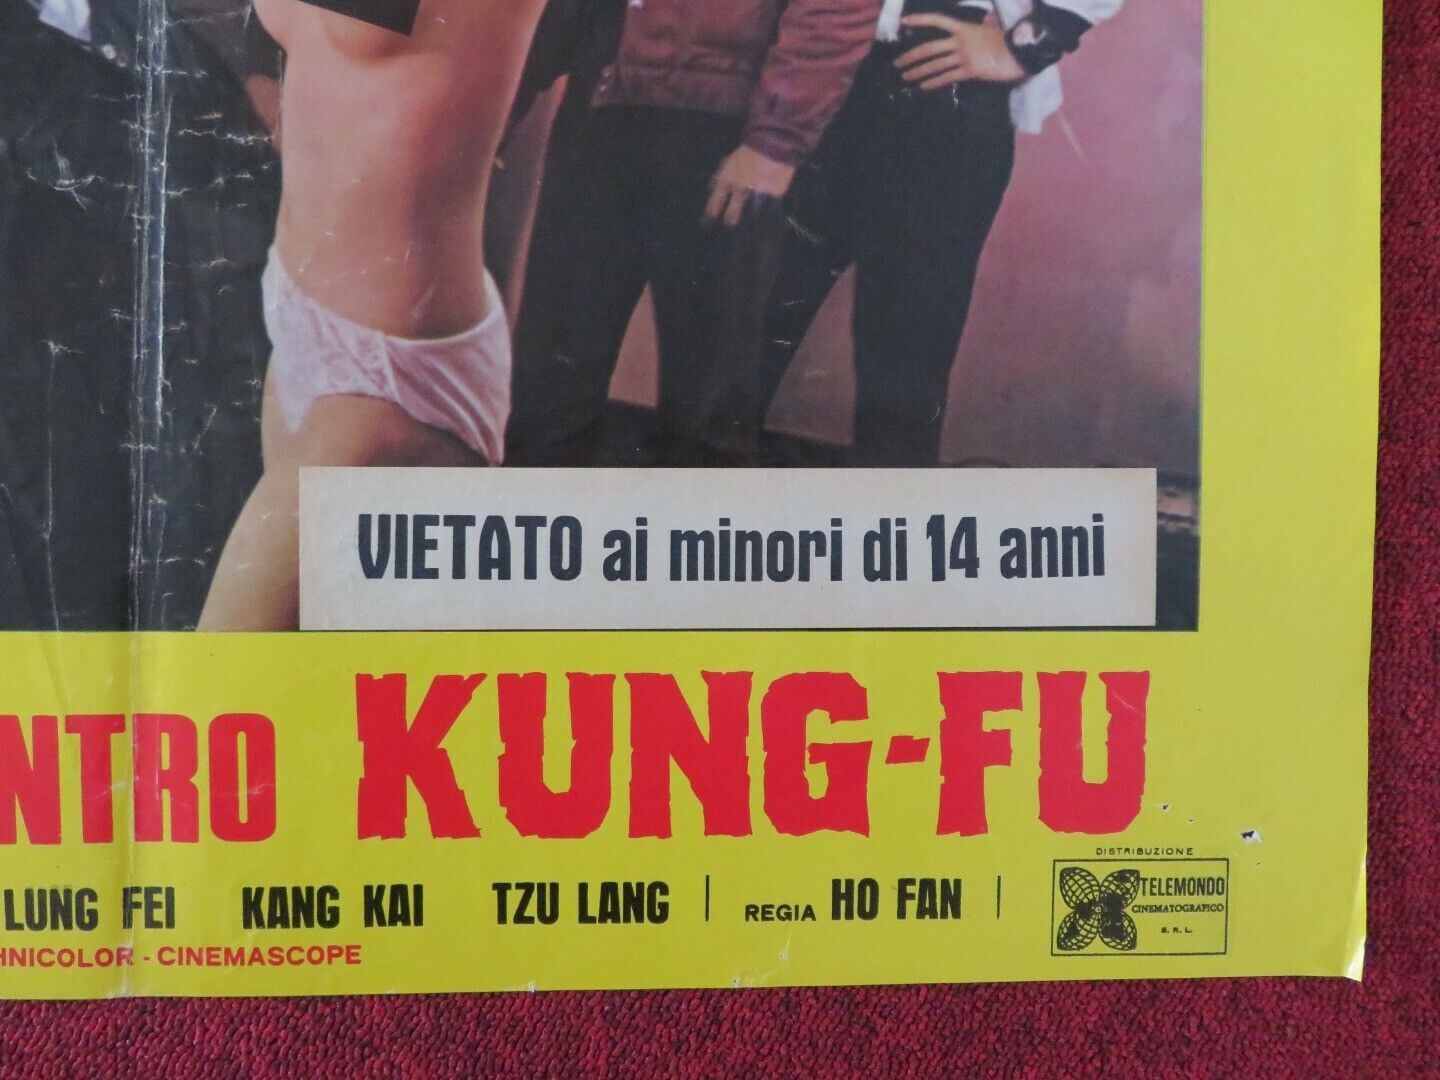 VIETATO ai minori di 14 anni
NTRO KUNG-FU
LUNG FEI KANG KAI TZU LANG | REGIA HO FAN |
HNICOLOR - CINEMASCOPE
DISTRIBUZIONE
TELEMONDO
CINEMATOGRAFICO
S. R. L.